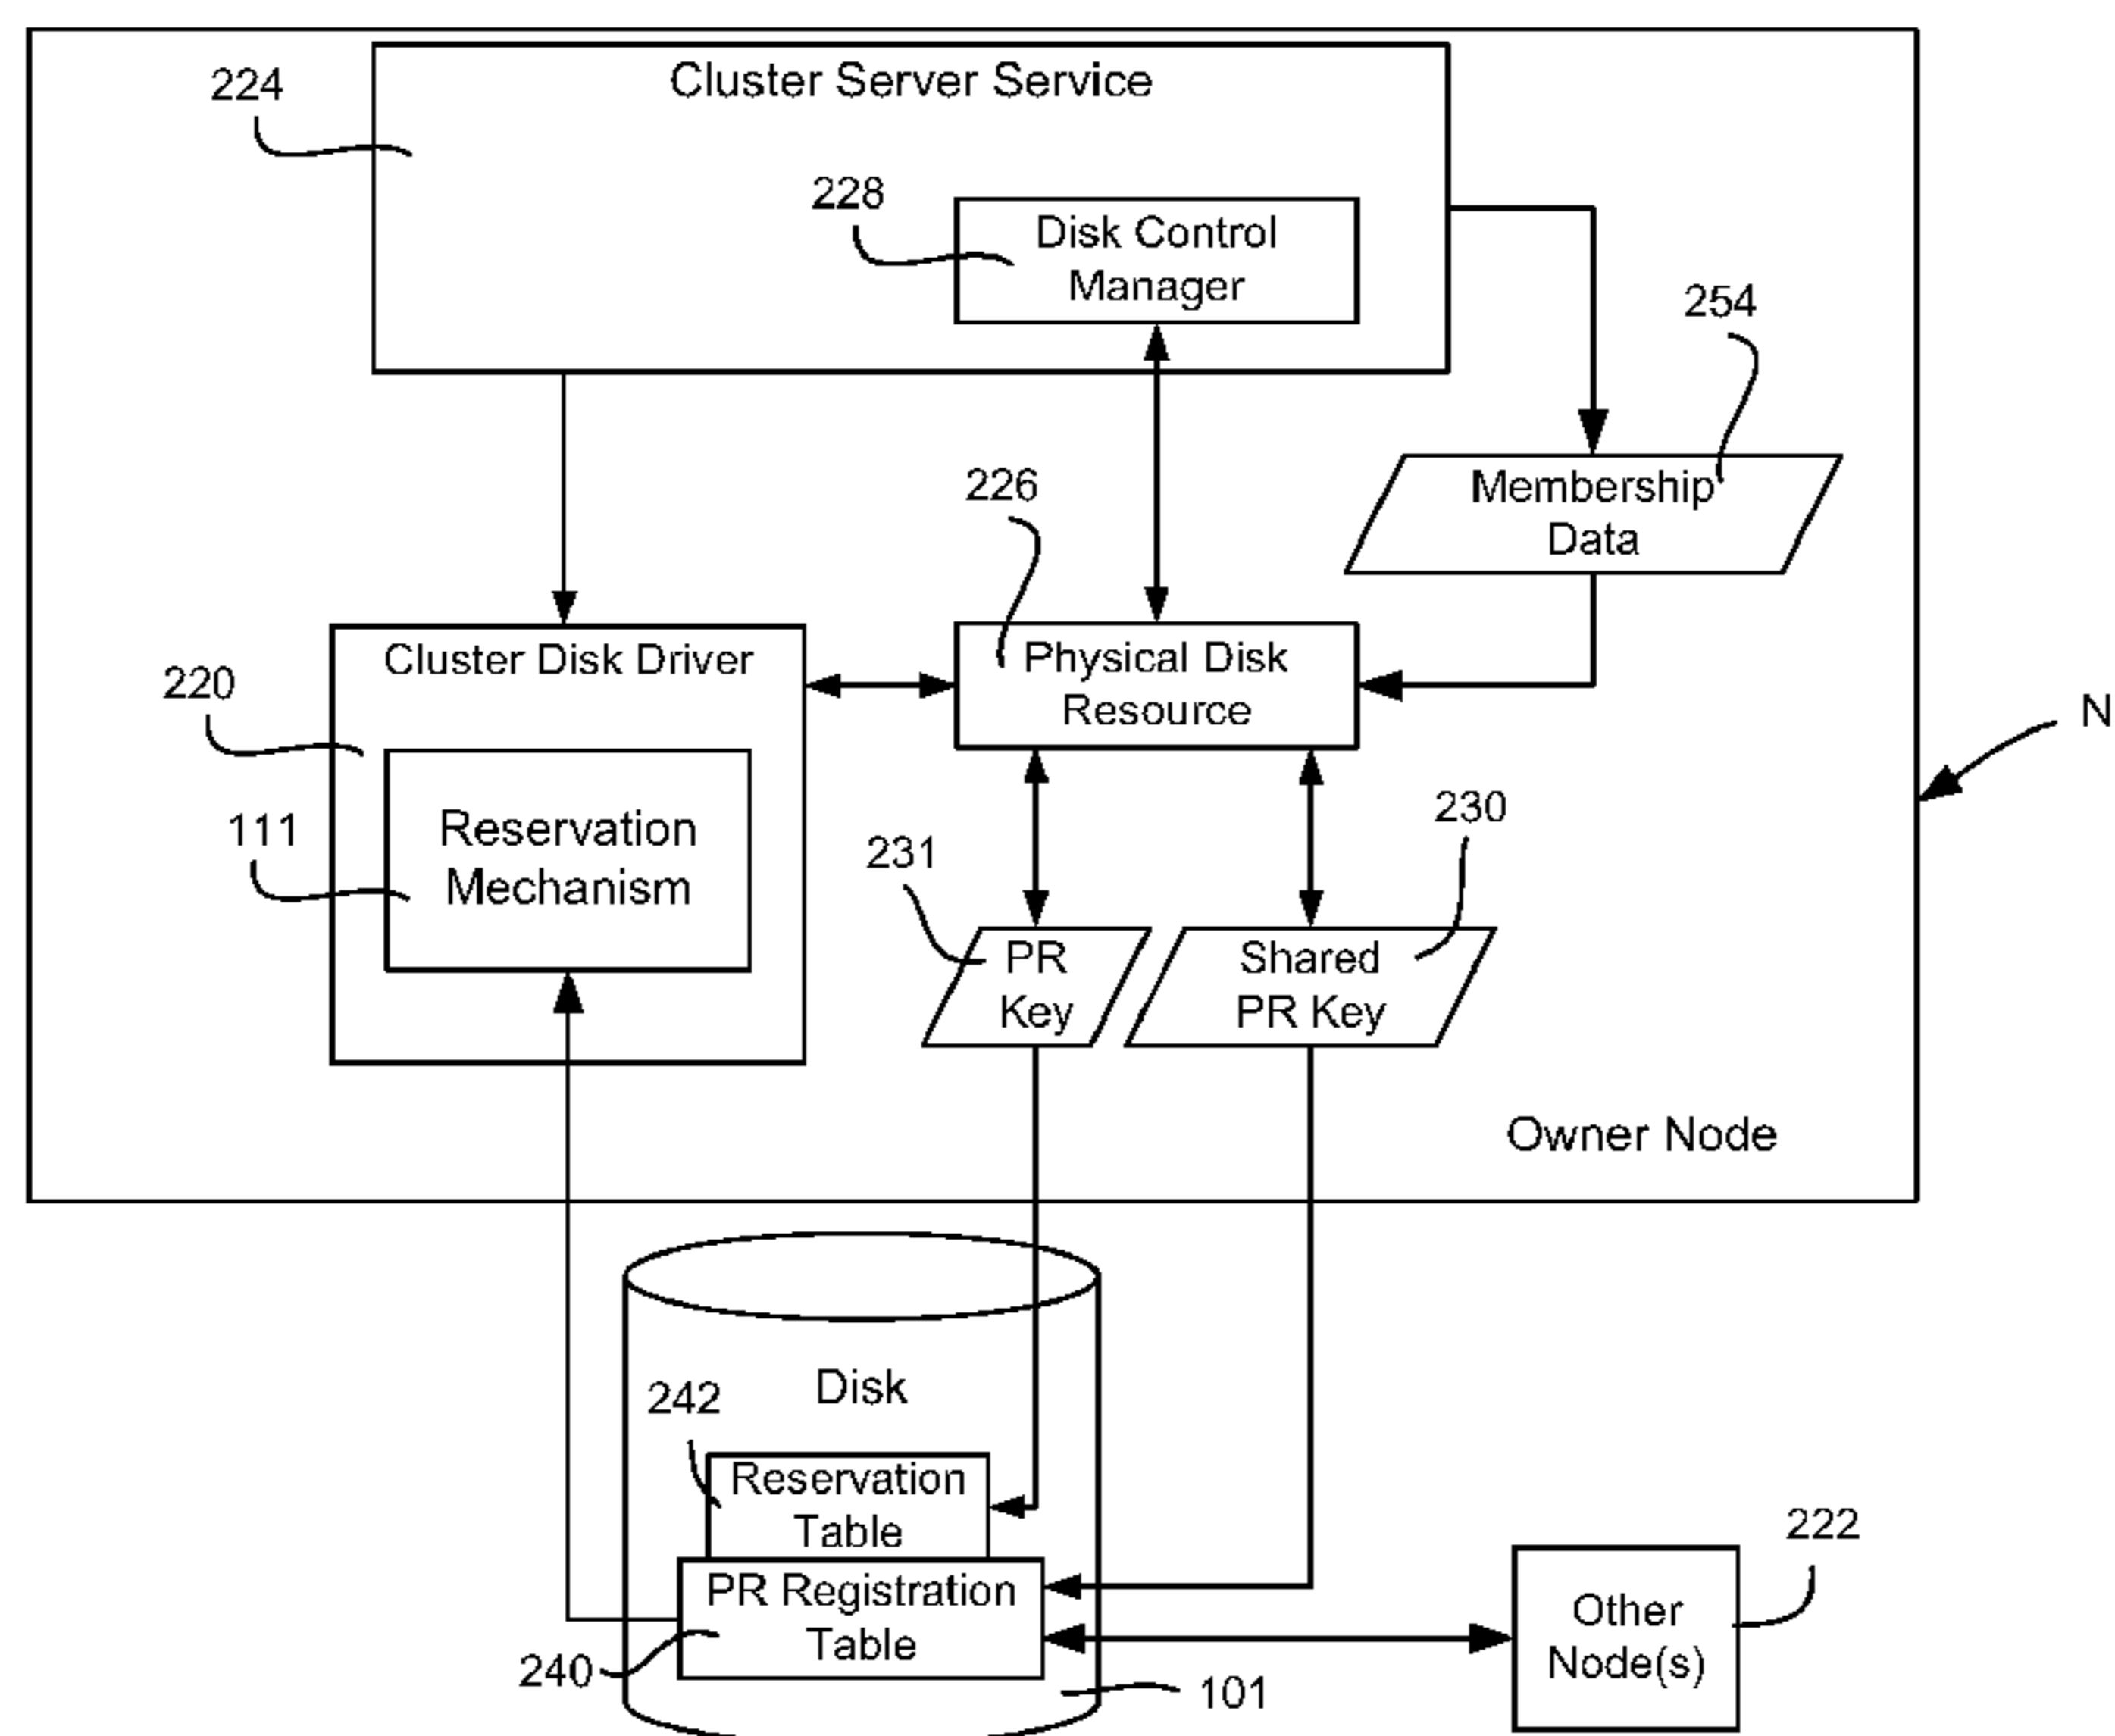 Cluster Server Service
224
228
Disk Control
Manager
254
Membership
Data
226
Cluster Disk Driver
Physical Disk
Resource
220
N
Reservation
Mechanism
111
231
230
PR
Key
Shared
PR Key
Owner Node
Disk
242
Reservation
Table
222
PR Registration
Table
Other
Node(s)
240
101